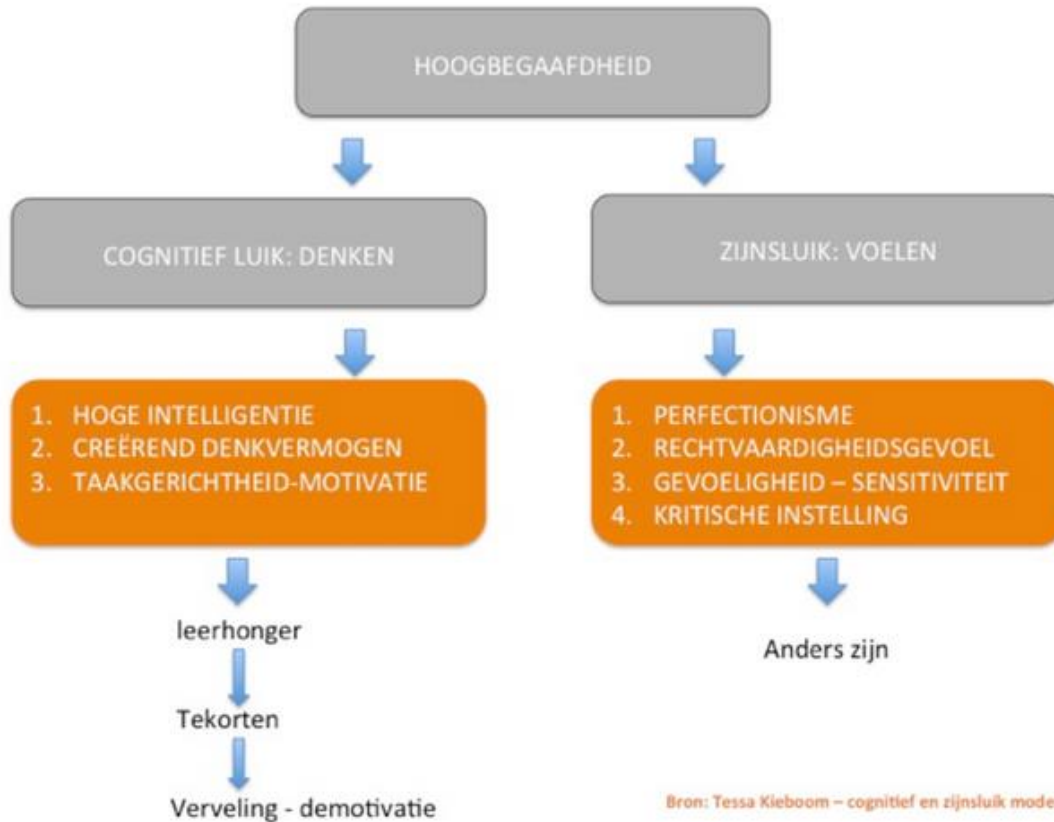 HOOGBEGAAFDHEID
COGNITIEF LUIK: DENKEN
ZIJNSLUIK: VOELEN
1. HOGE INTELLIGENTIE
2. CREËREND DENKVERMOGEN
3. TAAKGERICHTHEID-MOTIVATIE
1. PERFECTIONISME
2. RECHTVAARDIGHEIDSGEVOEL
3. GEVOELIGHEID – SENSITIVITEIT
4. KRITISCHE INSTELLING
leerhonger
Tekorten
Verveling - demotivatie
Anders zijn
Bron: Tessa Kieboom – cognitief en zijnsluik mode